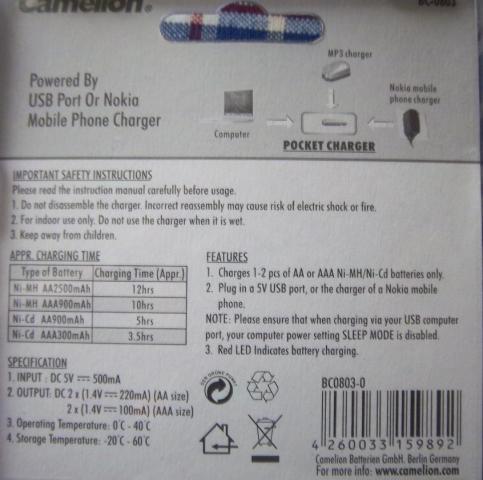 Camelion®
BC-0803
Powered By
USB Port Or Nokia
Mobile Phone Charger
MP3 charger
Nokia mobile
phone charger
Computer
POCKET CHARGER
IMPORTANT SAFETY INSTRUCTIONS
Please read the instruction manual carefully before usage.
1. Do not disassemble the charger. Incorrect reassembly may cause risk of electric shock or fire.
2. For indoor use only. Do not use the charger when it is wet.
3. Keep away from children.
APPR. CHARGING TIME
Type of Battery Charging Time (Appr.)
Ni-MH AA2500mAh 12hrs
Ni-MH AAA900mAh 10hrs
Ni-Cd AA900mAh 5hrs
Ni-Cd AAA300mAh 3.5hrs
FEATURES
1. Charges 1-2 pcs of AA or AAA Ni-MH/Ni-Cd batteries only.
2. Plug in a 5V USB port, or the charger of a Nokia mobile
phone.
NOTE: Please ensure that when charging via your USB computer
port, your computer power setting SLEEP MODE is disabled.
3. Red LED Indicates battery charging.
SPECIFICATION
1. INPUT : DC 5V ⎓ 500mA
2. OUTPUT: DC 2 x (1.4V ⎓ 220mA) (AA size)
2 x (1.4V ⎓ 100mA) (AAA size)
3. Operating Temperature: 0°C - 40°C
4. Storage Temperature: -20°C - 60°C
DER GRÜNE PUNKT
BC0803-0
4 260033 159892
Camelion Batterien GmbH. Berlin Germany
For more info: www.camelion.com